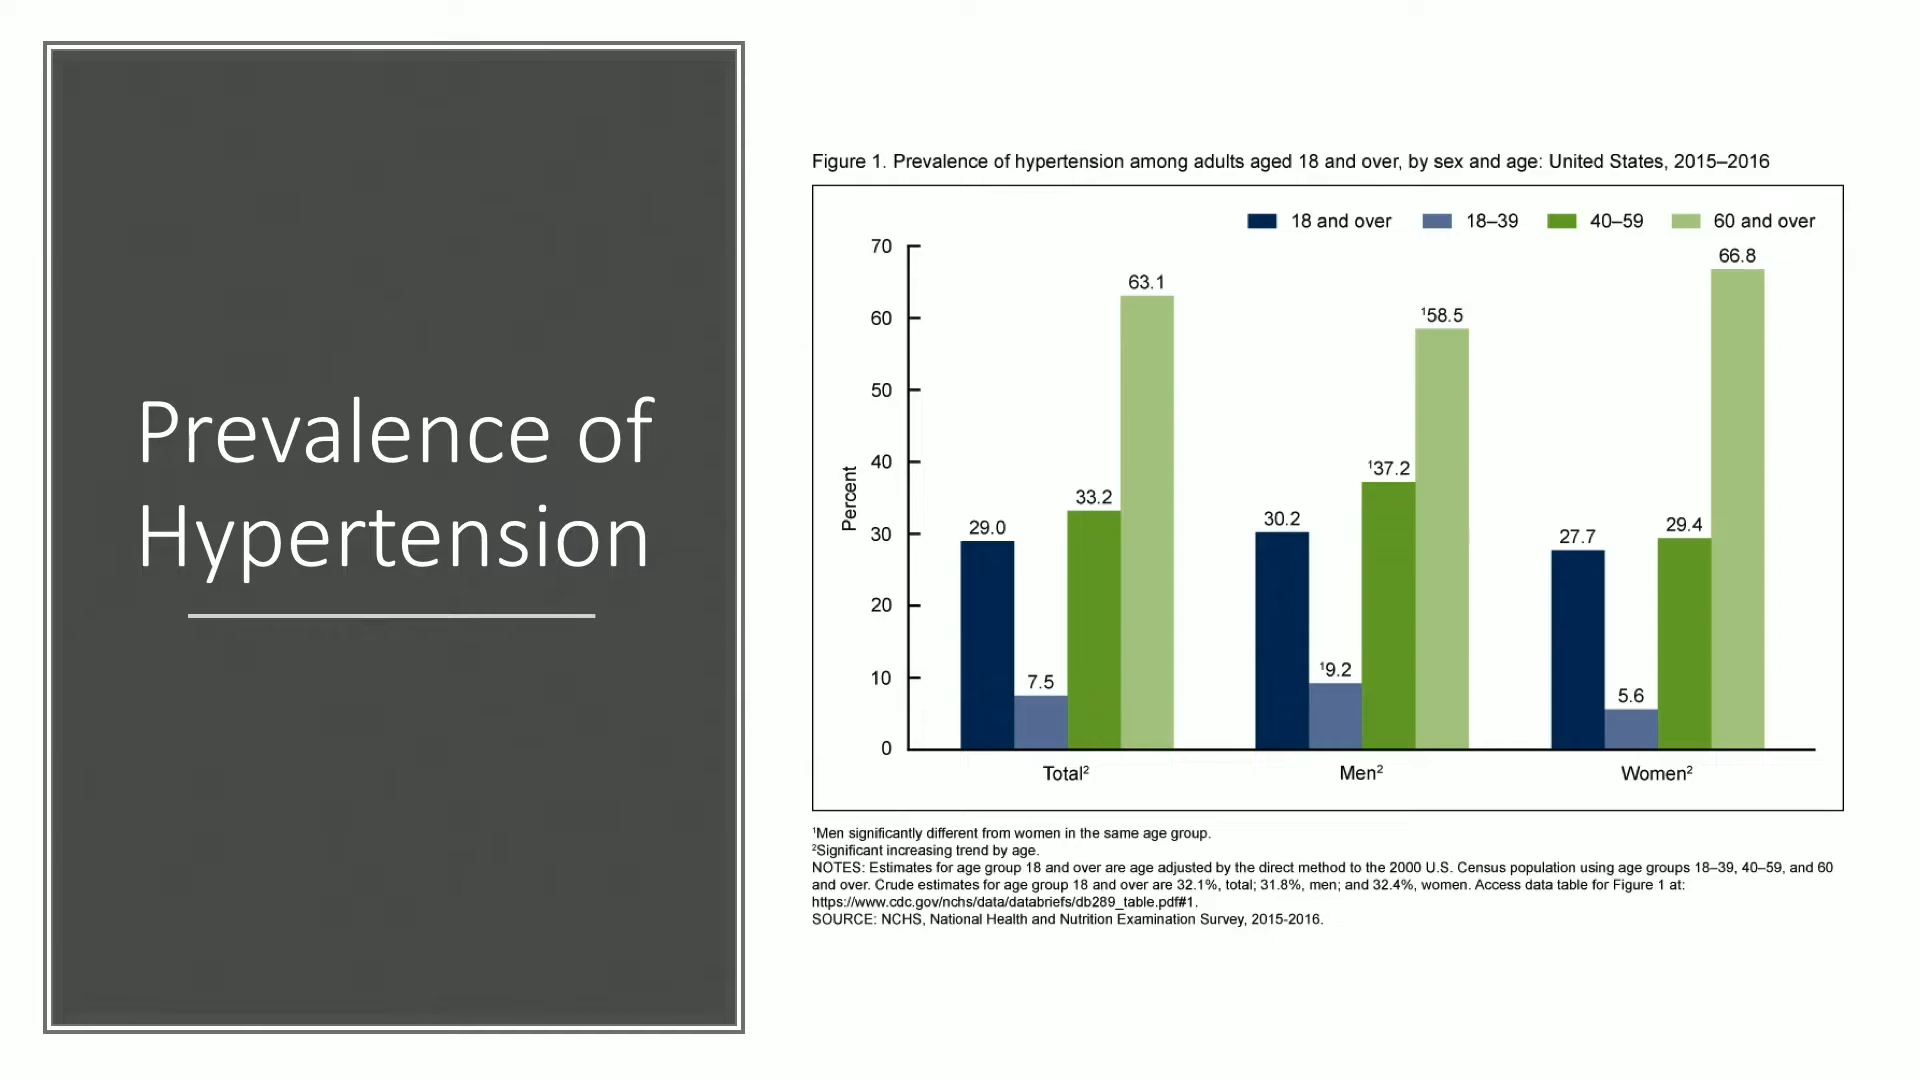 Prevalence of
Hypertension
Figure 1. Prevalence of hypertension among adults aged 18 and over, by sex and age: United States, 2015–2016
18 and over 18–39 40–59 60 and over
70
60
50
40
30
20
10
0
Percent
29.0 7.5 33.2 63.1
30.2 ¹9.2 ¹37.2 ¹58.5
27.7 5.6 29.4 66.8
Total² Men² Women²
¹Men significantly different from women in the same age group.
²Significant increasing trend by age.
NOTES: Estimates for age group 18 and over are age adjusted by the direct method to the 2000 U.S. Census population using age groups 18–39, 40–59, and 60
and over. Crude estimates for age group 18 and over are 32.1%, total; 31.8%, men; and 32.4%, women. Access data table for Figure 1 at:
https://www.cdc.gov/nchs/data/databriefs/db289_table.pdf#1.
SOURCE: NCHS, National Health and Nutrition Examination Survey, 2015-2016.